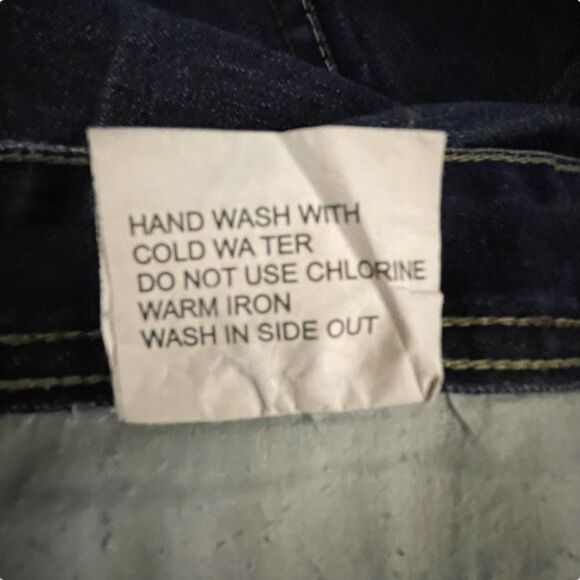 HAND WASH WITH
COLD WA TER
DO NOT USE CHLORINE
WARM IRON
WASH IN SIDE OUT